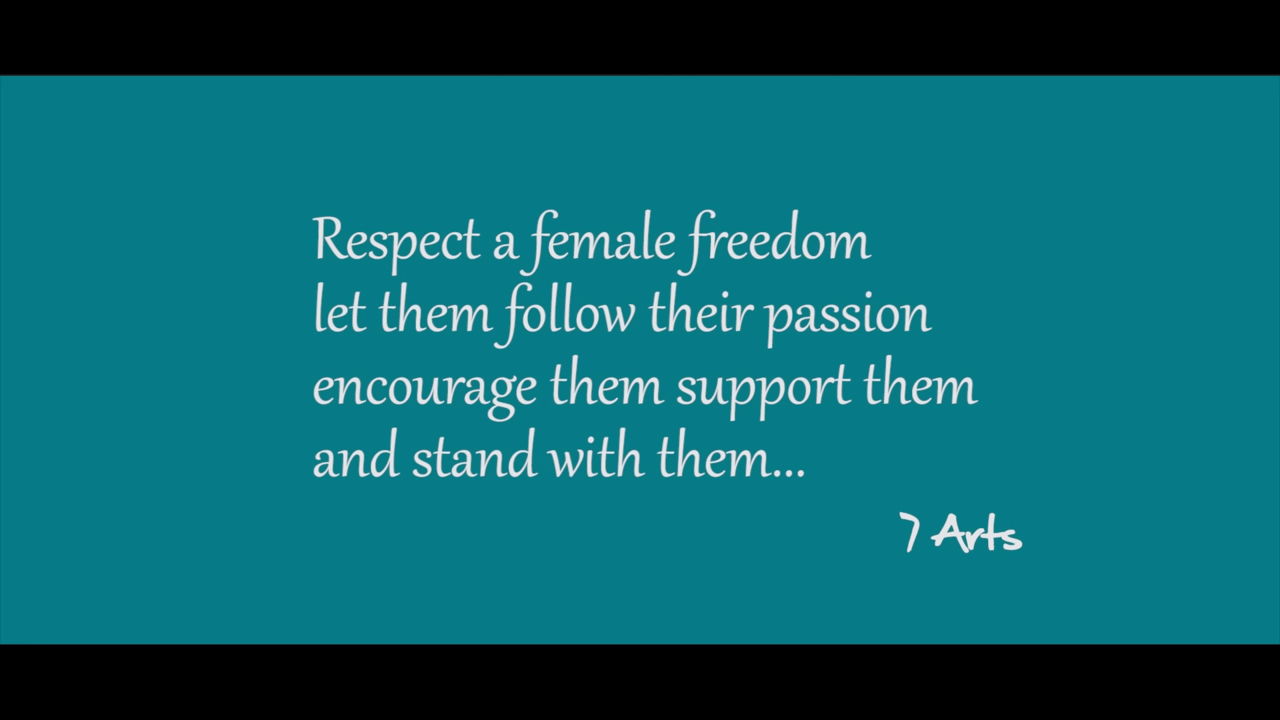 Respect a female freedom
let them follow their passion
encourage them support them
and stand with them...
7 Arts